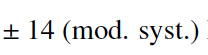 ± 14 (mod. syst.)